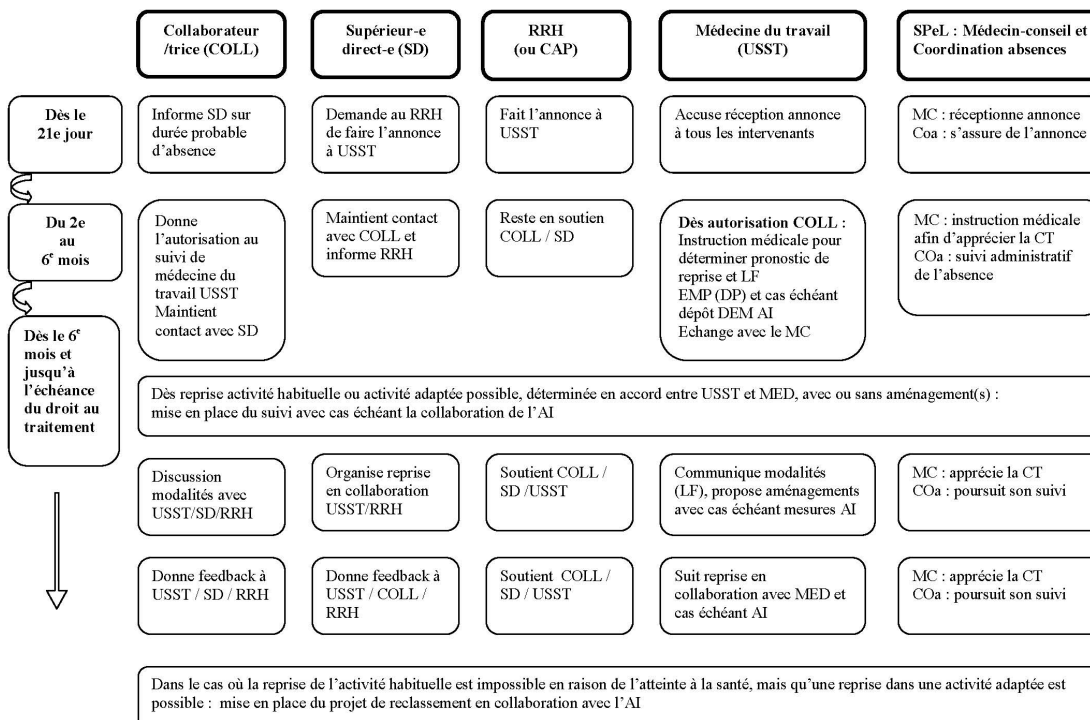 Collaborateur
/trice (COLL)
Supérieur-e
direct-e (SD)
RRH
(ou CAP)
Médecine du travail
(USST)
SPeL : Médecin-conseil et
Coordination absences
Dès le
21e jour
Informe SD sur
durée probable
d'absence
Demande au RRH
de faire l'annonce
à USST
Fait l'annonce à
USST
Accuse réception annonce
à tous les intervenants
MC : réceptionne annonce
Coa : s'assure de l'annonce
Du 2e
au
6e mois
Donne
l'autorisation au
suivi de
médecine du
travail USST
Maintient
contact avec SD
Maintient contact
avec COLL et
informe RRH
Reste en soutien
COLL / SD
Dès autorisation COLL :
Instruction médicale pour
déterminer pronostic de
reprise et LF
EMP (DP) et cas échéant
dépôt DEM AI
Echange avec le MC
MC : instruction médicale
afin d'apprécier la CT
COa : suivi administratif
de l'absence
Dès le 6e
mois et
jusqu'à
l'échéance
du droit au
traitement
Dès reprise activité habituelle ou activité adaptée possible, déterminée en accord entre USST et MED, avec ou sans aménagement(s) :
mise en place du suivi avec cas échéant la collaboration de l'AI
Discussion
modalités avec
USST/SD/RRH
Organise reprise
en collaboration
USST/RRH
Soutient COLL /
SD /USST
Communique modalités
(LF), propose aménagements
avec cas échéant mesures AI
MC : apprécie la CT
COa : poursuit son suivi
Donne feedback à
USST / SD / RRH
Donne feedback à
USST / COLL /
RRH
Soutient COLL /
SD / USST
Suit reprise en
collaboration avec MED et
cas échéant AI
MC : apprécie la CT
COa : poursuit son suivi
Dans le cas où la reprise de l'activité habituelle est impossible en raison de l'atteinte à la santé, mais qu'une reprise dans une activité adaptée est
possible : mise en place du projet de reclassement en collaboration avec l'AI